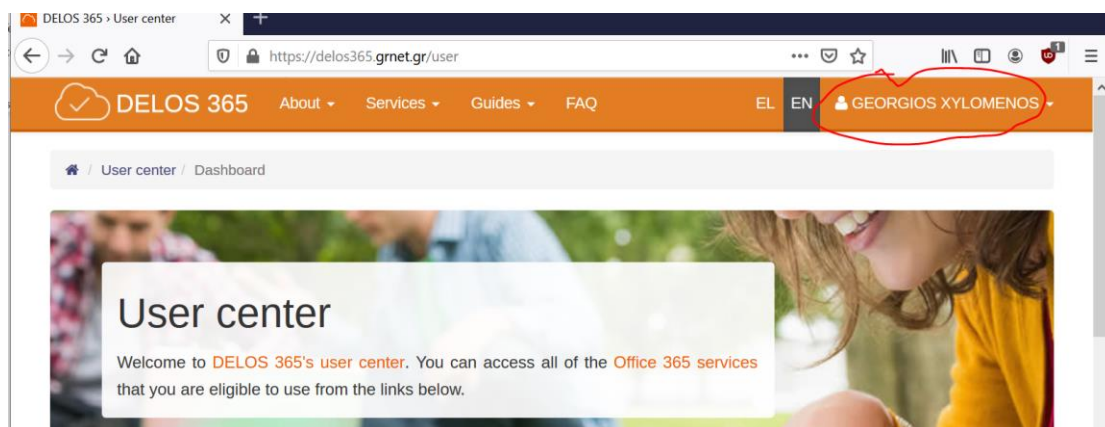 DELOS 365 › User center
https://delos365.grnet.gr/user
1
DELOS 365 About Services Guides FAQ EL EN GEORGIOS XYLOMENOS
/ User center / Dashboard
User center
Welcome to DELOS 365's user center. You can access all of the Office 365 services
that you are eligible to use from the links below.